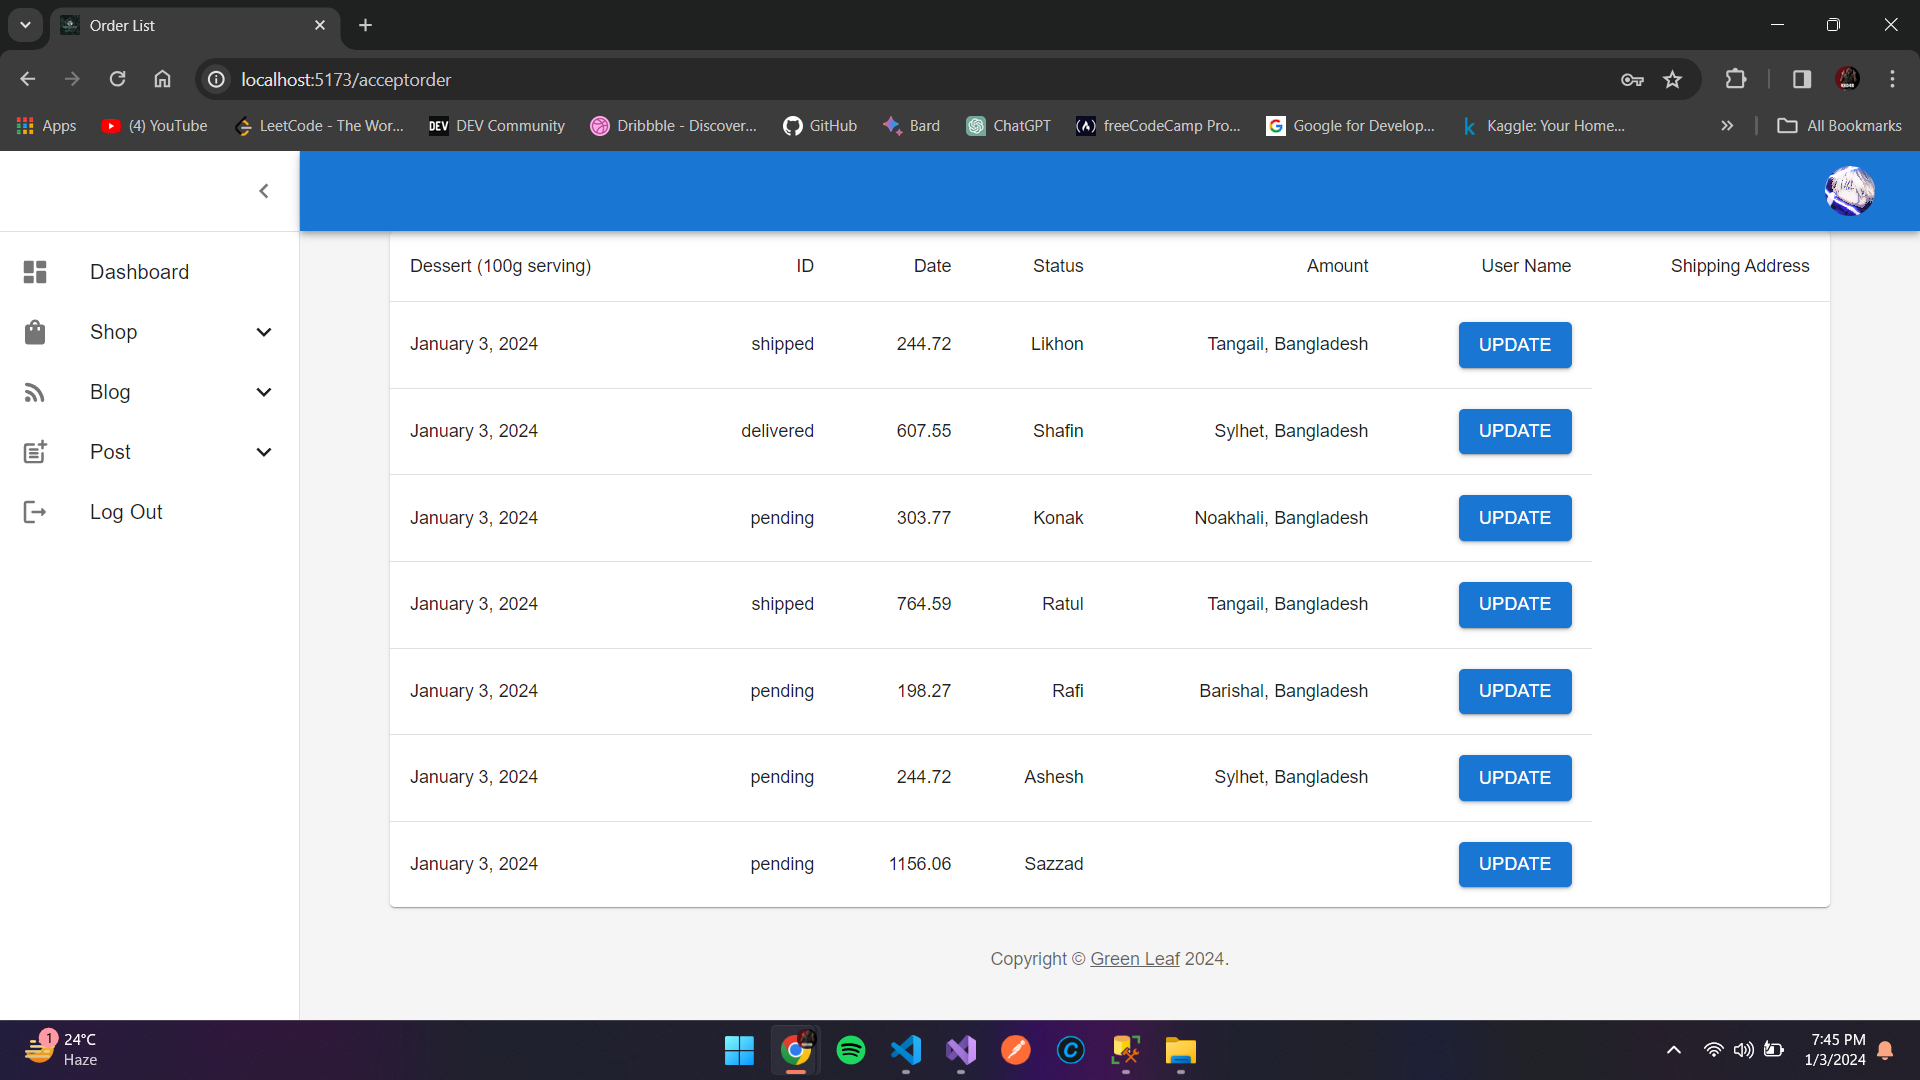 Order List
localhost:5173/acceptorder
Apps (4) YouTube LeetCode - The Wor... DEV DEV Community Dribbble - Discover... GitHub Bard ChatGPT freeCodeCamp Pro... Google for Develop... Kaggle: Your Home... All Bookmarks
Dashboard
Shop
Blog
Post
Log Out
Dessert (100g serving) ID Date Status Amount User Name Shipping Address
January 3, 2024 shipped 244.72 Likhon Tangail, Bangladesh UPDATE
January 3, 2024 delivered 607.55 Shafin Sylhet, Bangladesh UPDATE
January 3, 2024 pending 303.77 Konak Noakhali, Bangladesh UPDATE
January 3, 2024 shipped 764.59 Ratul Tangail, Bangladesh UPDATE
January 3, 2024 pending 198.27 Rafi Barishal, Bangladesh UPDATE
January 3, 2024 pending 244.72 Ashesh Sylhet, Bangladesh UPDATE
January 3, 2024 pending 1156.06 Sazzad UPDATE
Copyright © Green Leaf 2024.
1 24°C
Haze
7:45 PM
1/3/2024